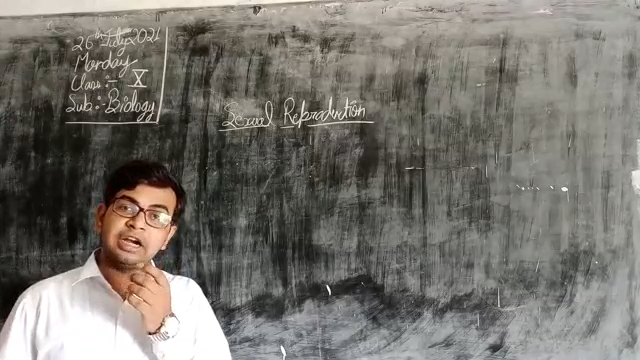 26th July 2021
Monday
Class :- X
Sub :- Biology
Sexual Reproduction